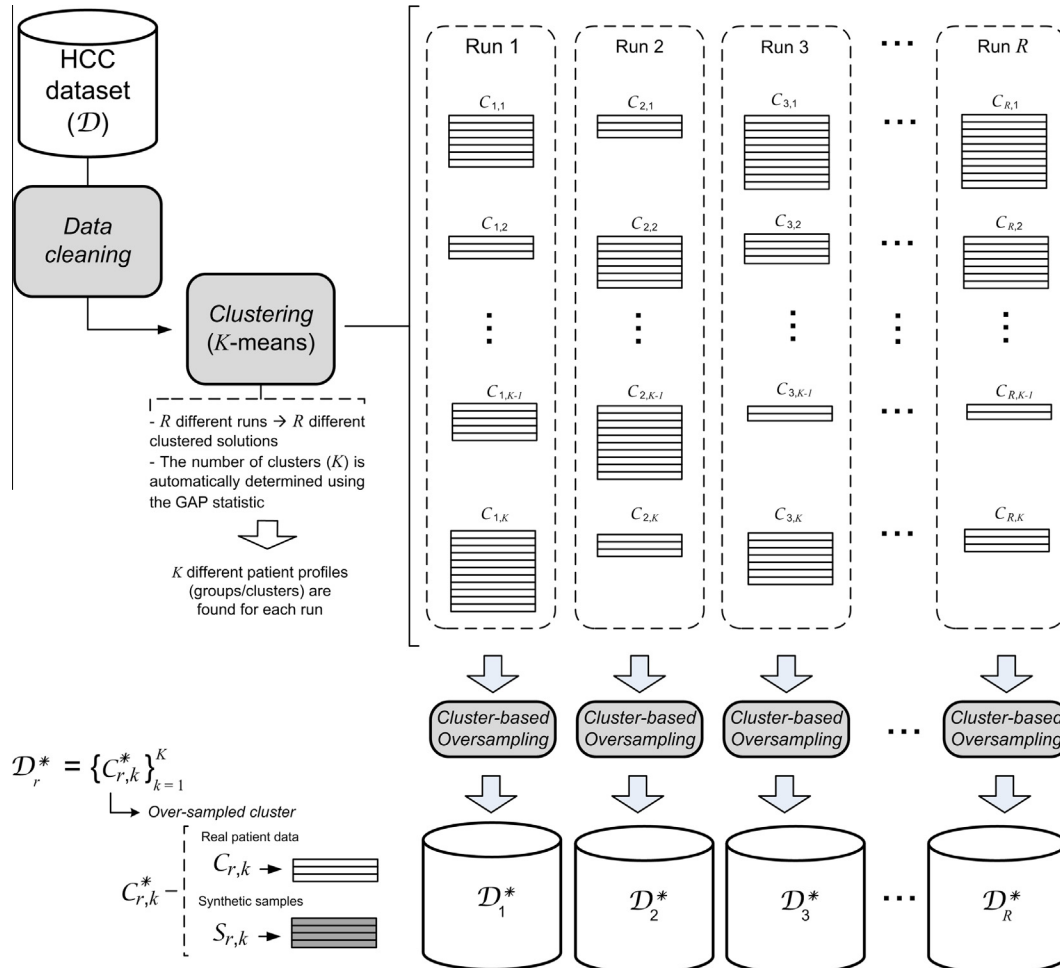 HCC
dataset
(𝒟)
Data
cleaning
Clustering
(K-means)
- R different runs → R different
clustered solutions
- The number of clusters (K) is
automatically determined using
the GAP statistic
K different patient profiles
(groups/clusters) are
found for each run
Run 1
Run 2
Run 3
...
Run R
C1,1
C2,1
C3,1
...
CR,1
C1,2
C2,2
C3,2
...
CR,2
C1,K-1
C2,K-1
C3,K-1
...
CR,K-1
C1,K
C2,K
C3,K
...
CR,K
Cluster-based
Oversampling
Cluster-based
Oversampling
Cluster-based
Oversampling
...
Cluster-based
Oversampling
𝒟*r = {C*r,k}Kk=1
Over-sampled cluster
Real patient data
Cr,k
C*r,k
Synthetic samples
Sr,k
𝒟*1
𝒟*2
𝒟*3
...
𝒟*R